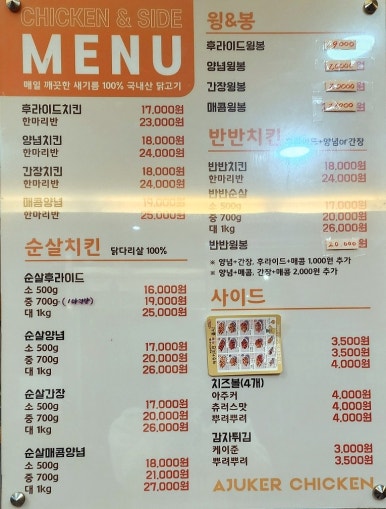 CHICKEN & SIDE
MENU
매일 깨끗한 새기름 100% 국내산 닭고기
후라이드치킨 17,000원
한마리반 23,000원
양념치킨 18,000원
한마리반 24,000원
간장치킨 18,000원
한마리반 24,000원
매콤양념 19,000원
한마리반 25,000원
순살치킨 닭다리살 100%
순살후라이드
소 500g 16,000원
중 700g 19,000원
대 1kg 25,000원
순살양념
소 500g 17,000원
중 700g 20,000원
대 1kg 26,000원
순살간장
소 500g 17,000원
중 700g 20,000원
대 1kg 26,000원
순살매콤양념
소 500g 18,000원
중 700g 21,000원
대 1kg 27,000원
윙&봉
후라이드윙봉
양념윙봉
간장윙봉
매콤윙봉
반반치킨 +양념or간장
반반치킨 18,000원
한마리반 24,000원
반반순살
소 500g 17,000원
중 700g 20,000원
대 1kg 26,000원
반반윙봉 20,000원
* 양념+간장, 후라이드+매콤 1,000원 추가
* 양념+매콤, 간장+매콤 2,000원 추가
사이드
3,500원
3,500원
4,000원
치즈볼(4개)
아주커 4,000원
츄러스맛 4,000원
뿌려뿌려 4,000원
감자튀김
케이준 3,000원
뿌려뿌려 3,500원
AJUKER CHICKEN